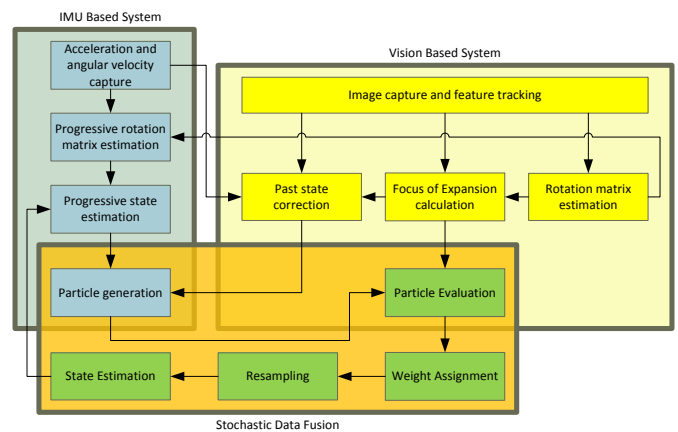 IMU Based System
Vision Based System
Acceleration and
angular velocity
capture
Image capture and feature tracking
Progressive rotation
matrix estimation
Progressive state
estimation
Past state
correction
Focus of Expansion
calculation
Rotation matrix
estimation
Particle generation
Particle Evaluation
State Estimation
Resampling
Weight Assignment
Stochastic Data Fusion